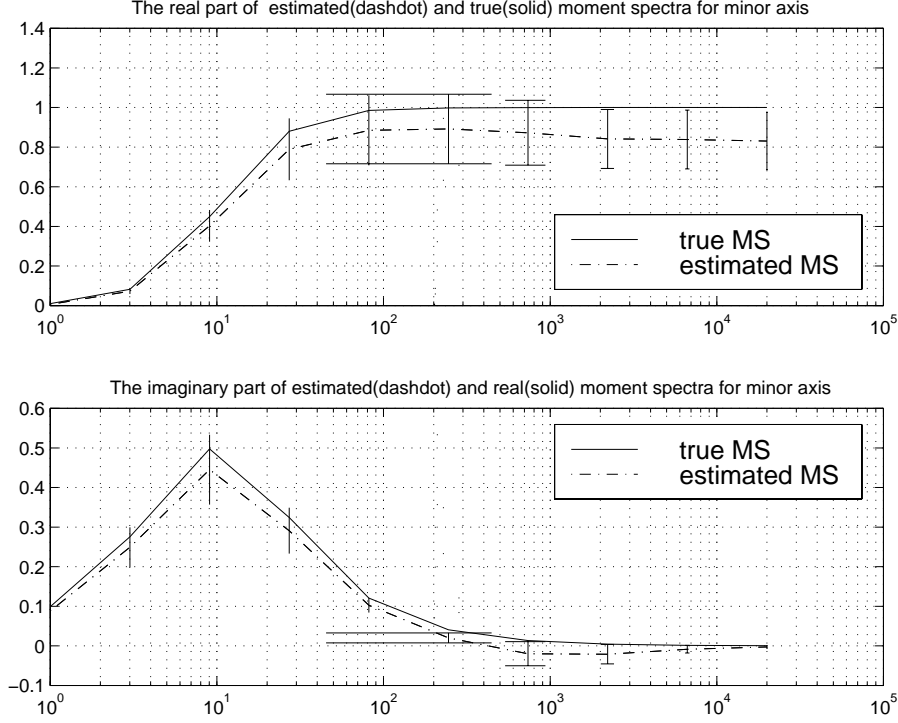 The real part of estimated(dashdot) and true(solid) moment spectra for minor axis
1.4
1.2
1
0.8
0.6
0.4
0.2
0
true MS
estimated MS
10^0 10^1 10^2 10^3 10^4 10^5
The imaginary part of estimated(dashdot) and real(solid) moment spectra for minor axis
0.6
0.5
0.4
0.3
0.2
0.1
0
−0.1
true MS
estimated MS
10^0 10^1 10^2 10^3 10^4 10^5